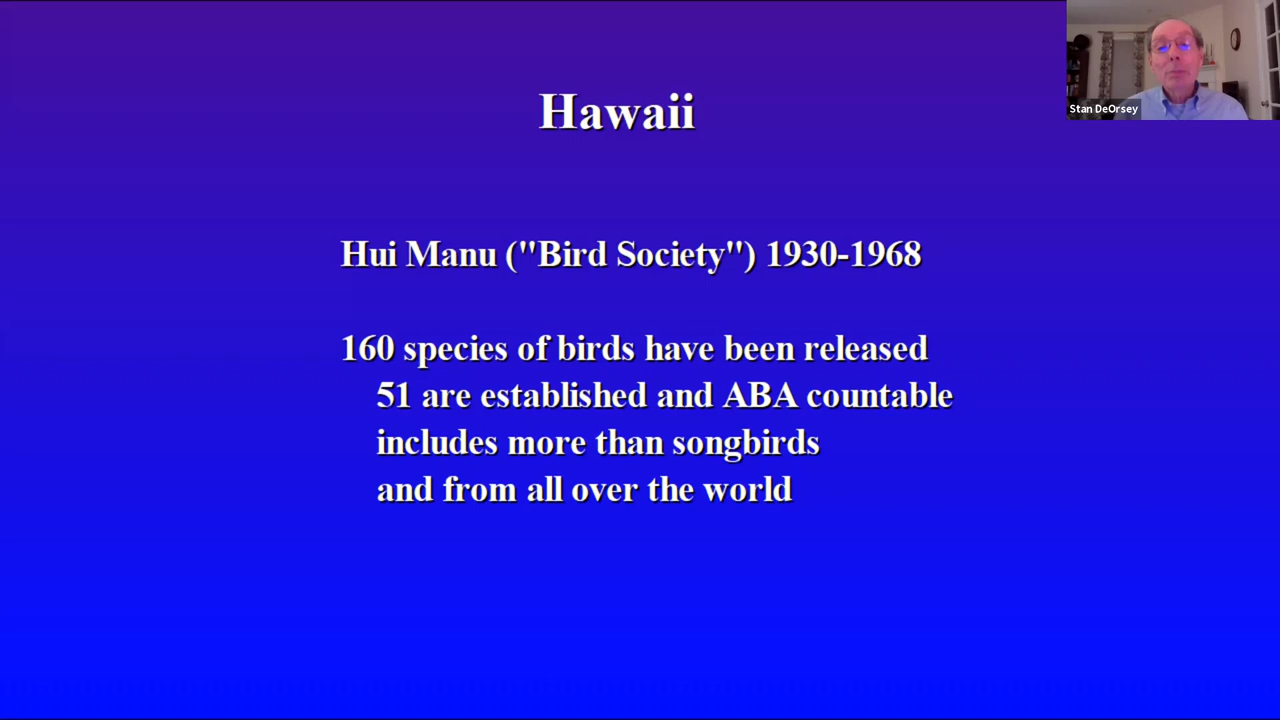 Hawaii
Stan DeOrsey
Hui Manu ("Bird Society") 1930-1968
160 species of birds have been released
51 are established and ABA countable
includes more than songbirds
and from all over the world